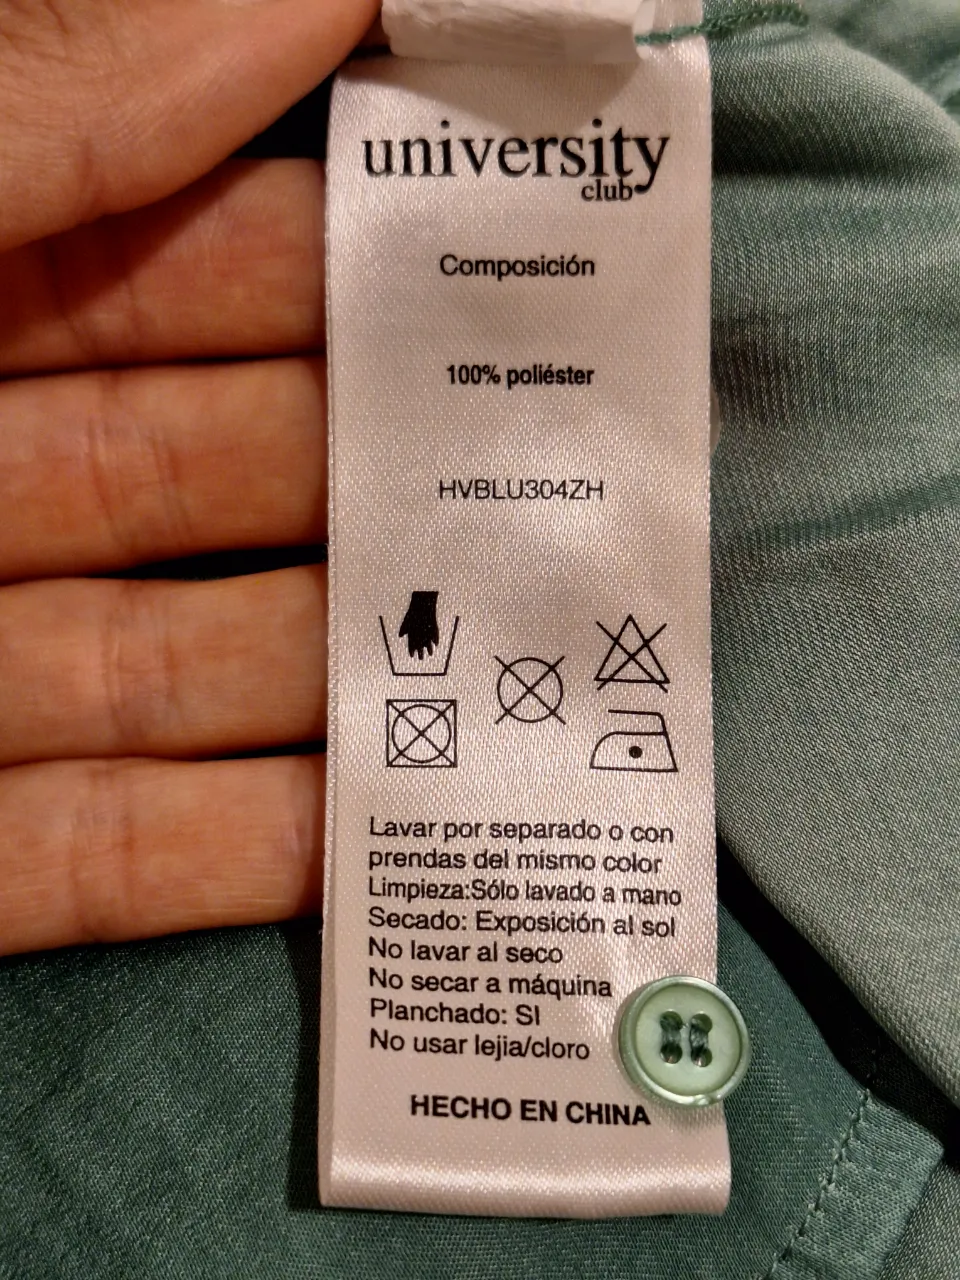 university
club
Composición
100% poliéster
HVBLU304ZH
Lavar por separado o con
prendas del mismo color
Limpieza:Sólo lavado a mano
Secado: Exposición al sol
No lavar al seco
No secar a máquina
Planchado: SI
No usar lejia/cloro
HECHO EN CHINA